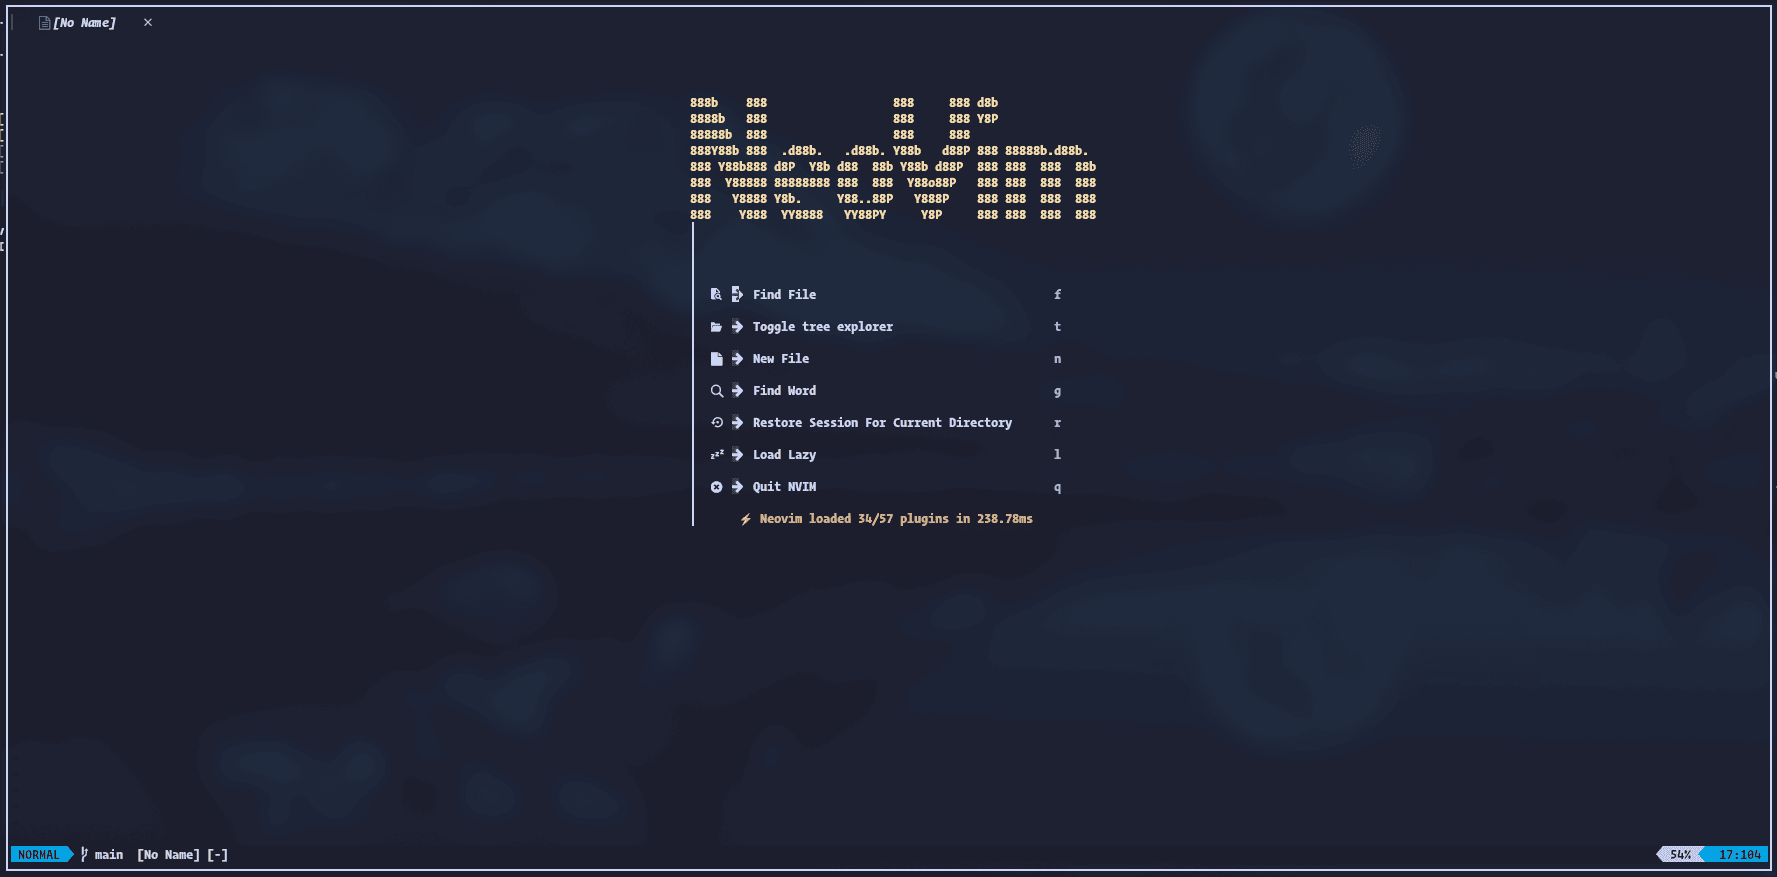 [No Name] ×
888b    888                  888     888 d8b
8888b   888                  888     888 Y8P
88888b  888                  888     888
888Y88b 888  .d88b.   .d88b. Y88b   d88P 888 88888b.d88b.
888 Y88b888 d8P  Y8b d88  88b Y88b d88P  888 888  888  88b
888  Y88888 88888888 888  888  Y88o88P   888 888  888  888
888   Y8888 Y8b.     Y88..88P   Y888P    888 888  888  888
888    Y888  YY8888   YY88PY     Y8P     888 888  888  888
Find File f
Toggle tree explorer t
New File n
Find Word g
Restore Session For Current Directory r
Load Lazy l
Quit NVIM q
⚡ Neovim loaded 34/57 plugins in 238.78ms
NORMAL main [No Name] [-] 54% 17:104